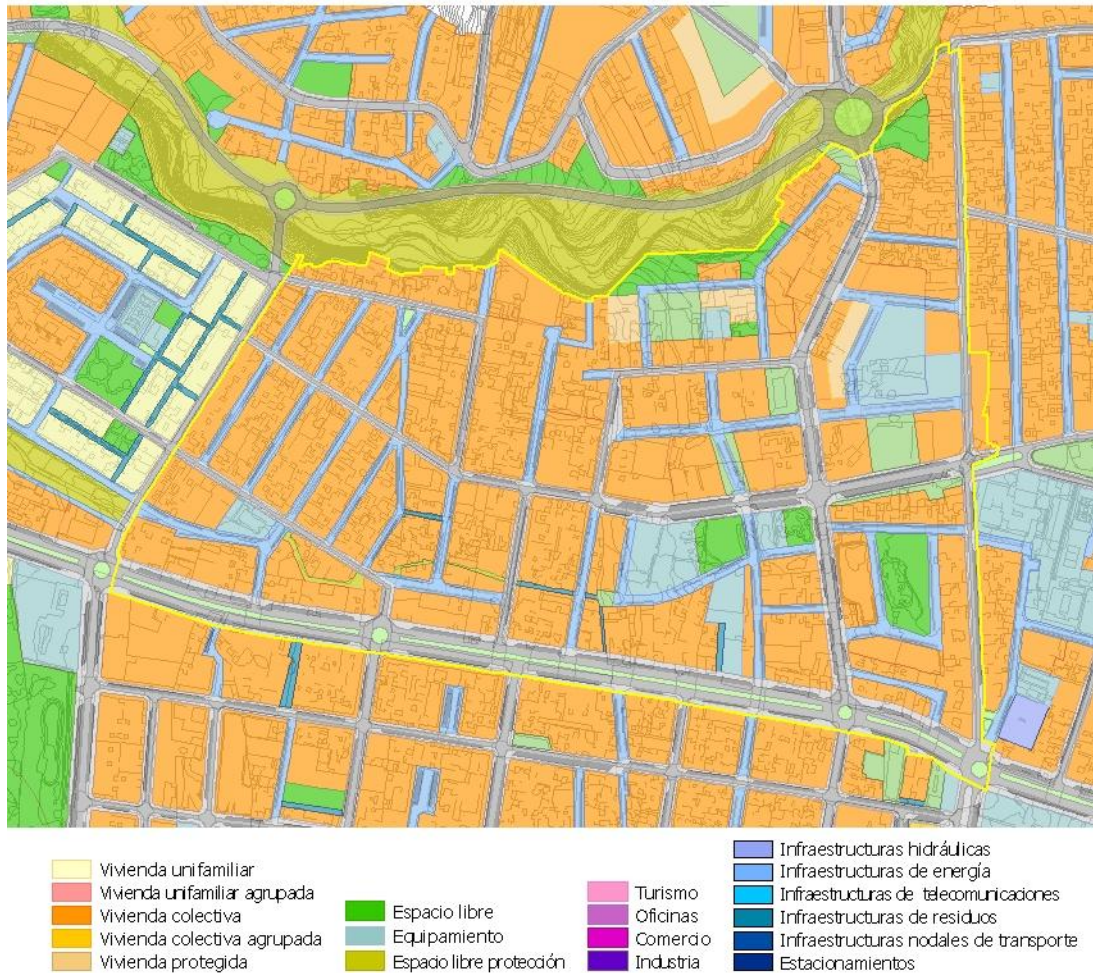 Vivienda unifamiliar
Vivienda unifamiliar agrupada
Vivienda colectiva
Vivienda colectiva agrupada
Vivienda protegida
Espacio libre
Equipamiento
Espacio libre protección
Turismo
Oficinas
Comercio
Industria
Infraestructuras hidráulicas
Infraestructuras de energía
Infraestructuras de telecomunicaciones
Infraestructuras de residuos
Infraestructuras nodales de transporte
Estacionamientos